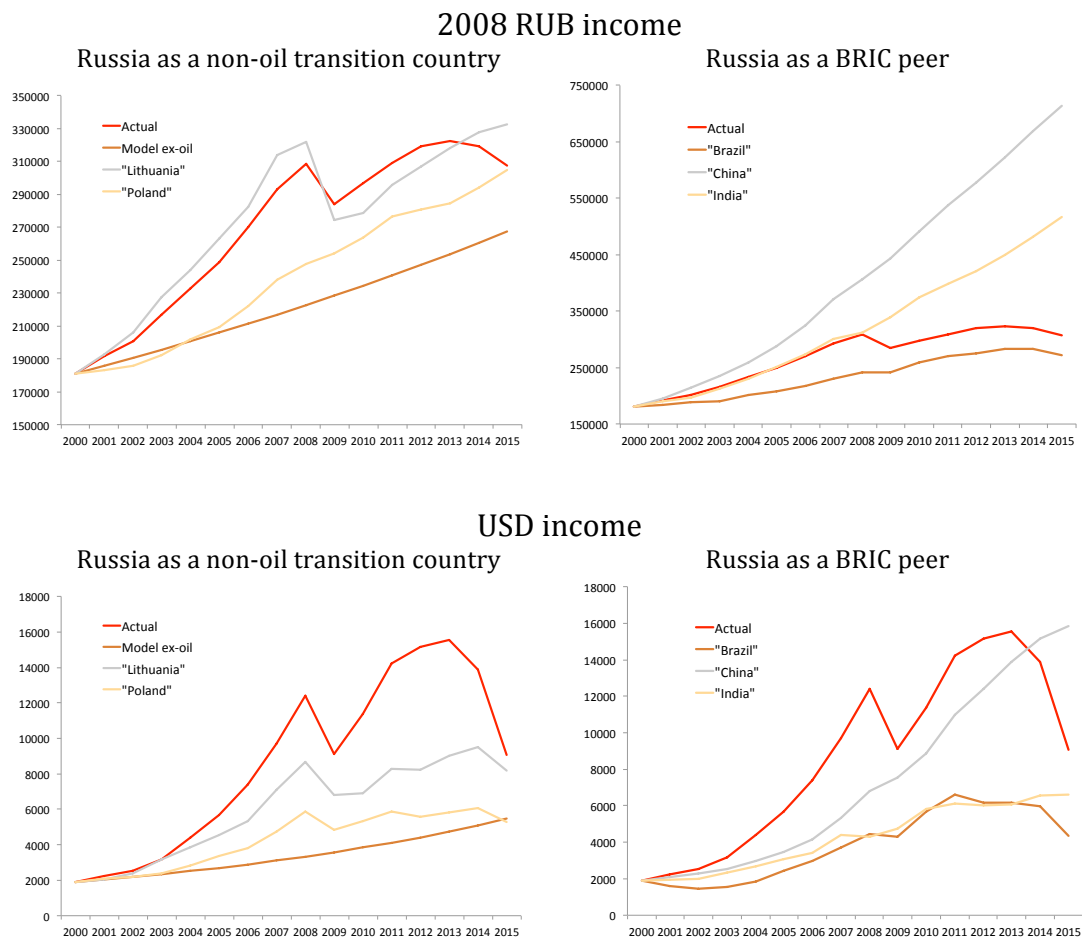 2008 RUB income
Russia as a non-oil transition country
350000
330000
310000
290000
270000
250000
230000
210000
190000
170000
150000
Actual
Model ex-oil
"Lithuania"
"Poland"
2000 2001 2002 2003 2004 2005 2006 2007 2008 2009 2010 2011 2012 2013 2014 2015
Russia as a BRIC peer
750000
650000
550000
450000
350000
250000
150000
Actual
"Brazil"
"China"
"India"
2000 2001 2002 2003 2004 2005 2006 2007 2008 2009 2010 2011 2012 2013 2014 2015
USD income
Russia as a non-oil transition country
18000
16000
14000
12000
10000
8000
6000
4000
2000
0
Actual
Model ex-oil
"Lithuania"
"Poland"
2000 2001 2002 2003 2004 2005 2006 2007 2008 2009 2010 2011 2012 2013 2014 2015
Russia as a BRIC peer
18000
16000
14000
12000
10000
8000
6000
4000
2000
0
Actual
"Brazil"
"China"
"India"
2000 2001 2002 2003 2004 2005 2006 2007 2008 2009 2010 2011 2012 2013 2014 2015